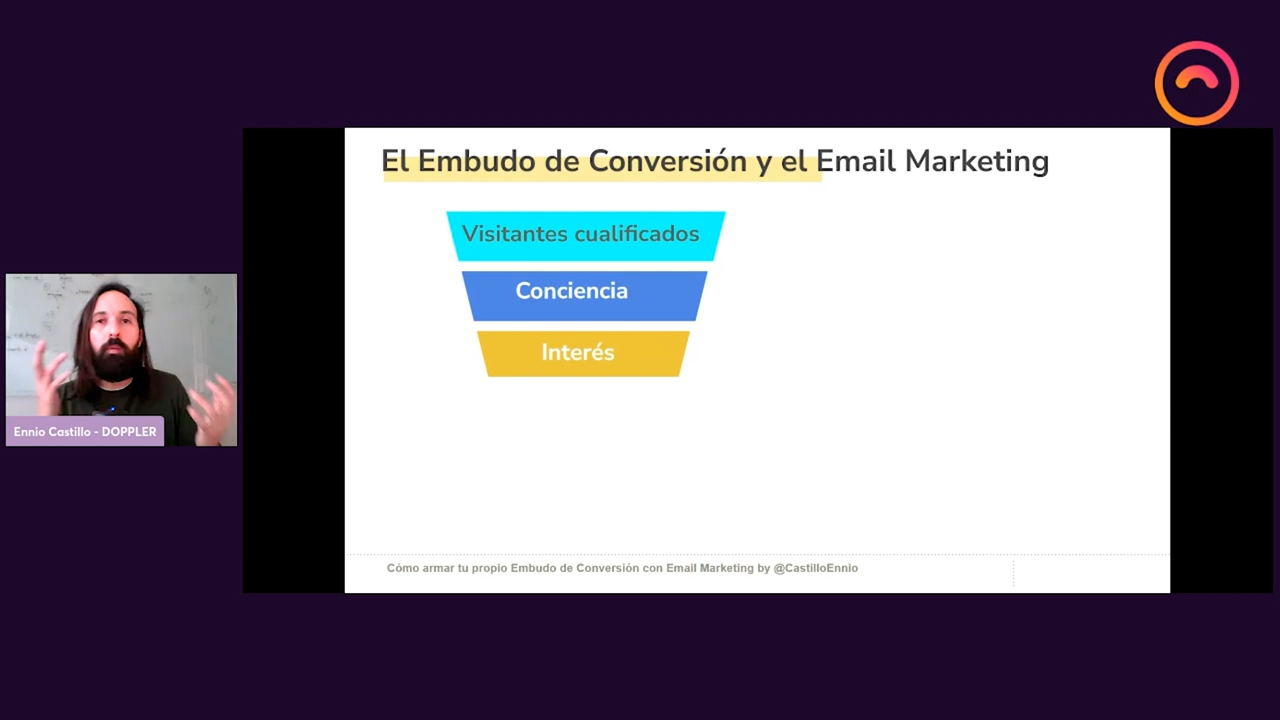 El Embudo de Conversión y el Email Marketing
Visitantes cualificados
Conciencia
Interés
Ennio Castillo - DOPPLER
Cómo armar tu propio Embudo de Conversión con Email Marketing by @CastilloEnnio